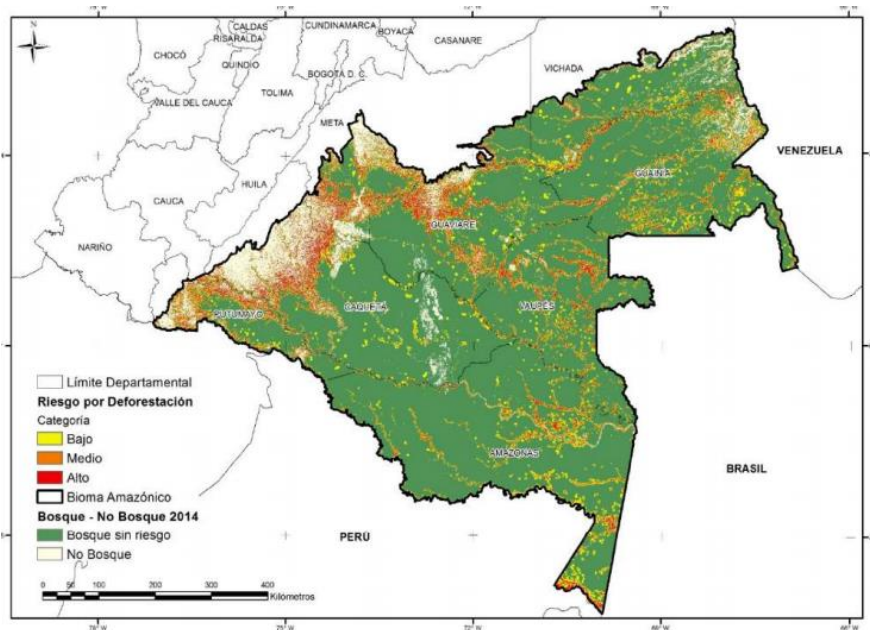 CALDAS
CUNDINAMARCA
RISARALDA
BOYACA
CASANARE
CHOCÓ
QUINDIO
BOGOTA D. C.
VICHADA
TOLIMA
VALLE DEL CAUCA
META
VENEZUELA
HUILA
GUAINIA
CAUCA
GUAVIARE
NARIÑO
CAQUETÁ
VAUPES
PUTUMAYO
Límite Departamental
Riesgo por Deforestación
Categoría
Bajo
Medio
Alto
AMAZONAS
BRASIL
Bioma Amazónico
Bosque - No Bosque 2014
Bosque sin riesgo
PERÚ
No Bosque
0 50 100 200 300 400
Kilometros